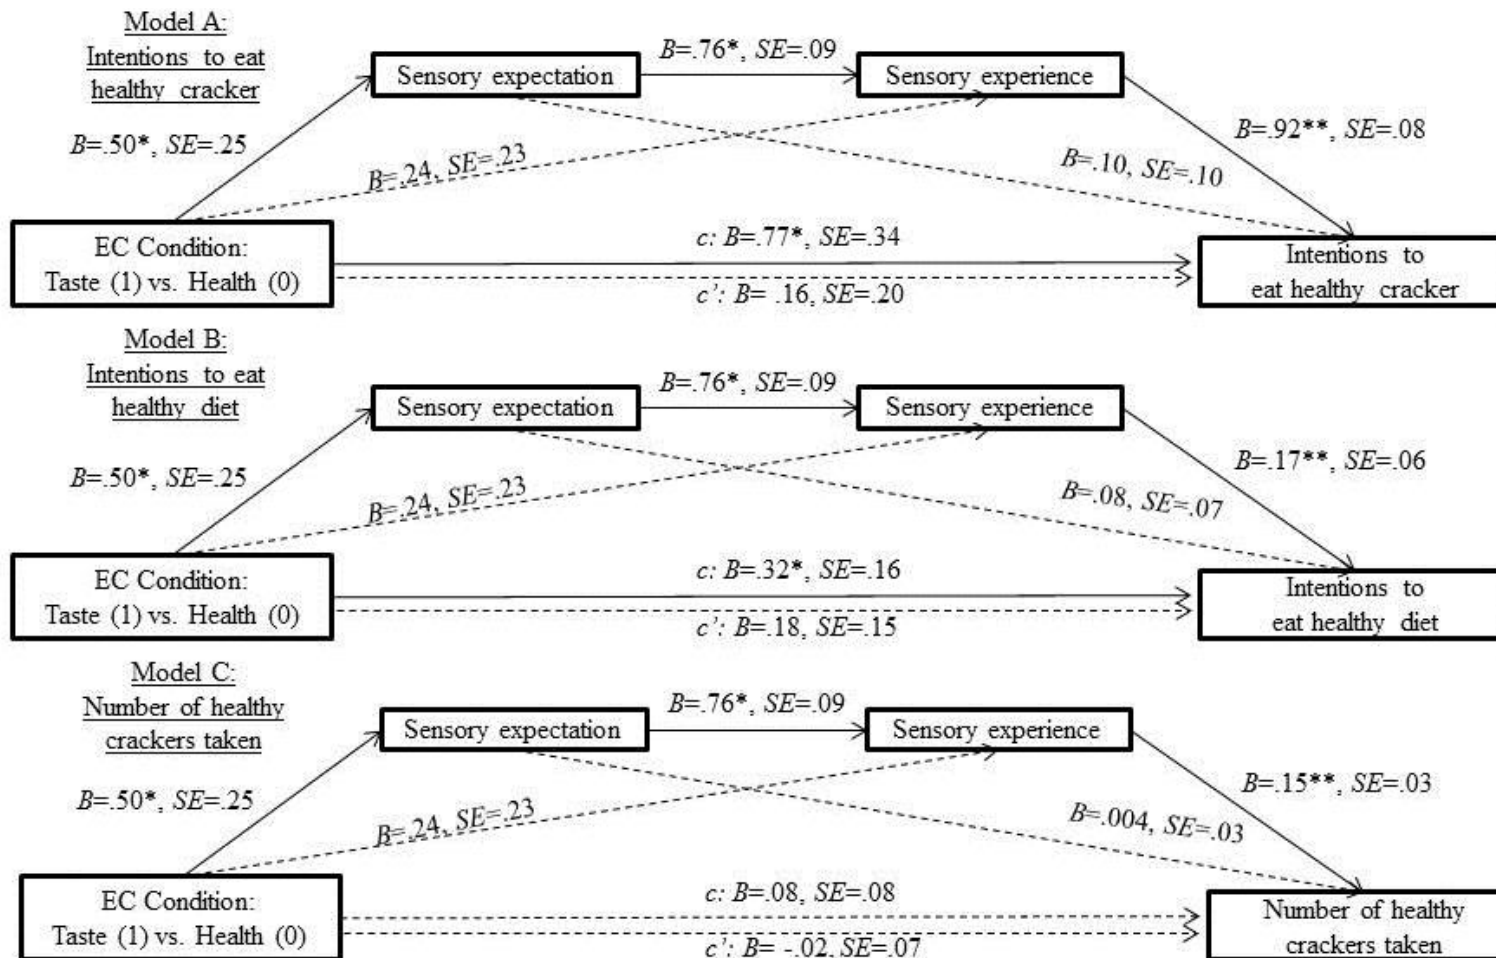 Model A:
Intentions to eat
healthy cracker
B=.76*, SE=.09
Sensory expectation
Sensory experience
B=.50*, SE=.25
B=.24, SE=.23
B=.10, SE=.10
B=.92**, SE=.08
EC Condition:
Taste (1) vs. Health (0)
c: B=.77*, SE=.34
c’: B= .16, SE=.20
Intentions to
eat healthy cracker
Model B:
Intentions to eat
healthy diet
B=.76*, SE=.09
Sensory expectation
Sensory experience
B=.50*, SE=.25
B=.24, SE=.23
B=.08, SE=.07
B=.17**, SE=.06
EC Condition:
Taste (1) vs. Health (0)
c: B=.32*, SE=.16
c’: B=.18, SE=.15
Intentions to
eat healthy diet
Model C:
Number of healthy
crackers taken
B=.76*, SE=.09
Sensory expectation
Sensory experience
B=.50*, SE=.25
B=.24, SE=.23
B=.004, SE=.03
B=.15**, SE=.03
EC Condition:
Taste (1) vs. Health (0)
c: B=.08, SE=.08
c’: B= -.02, SE=.07
Number of healthy
crackers taken